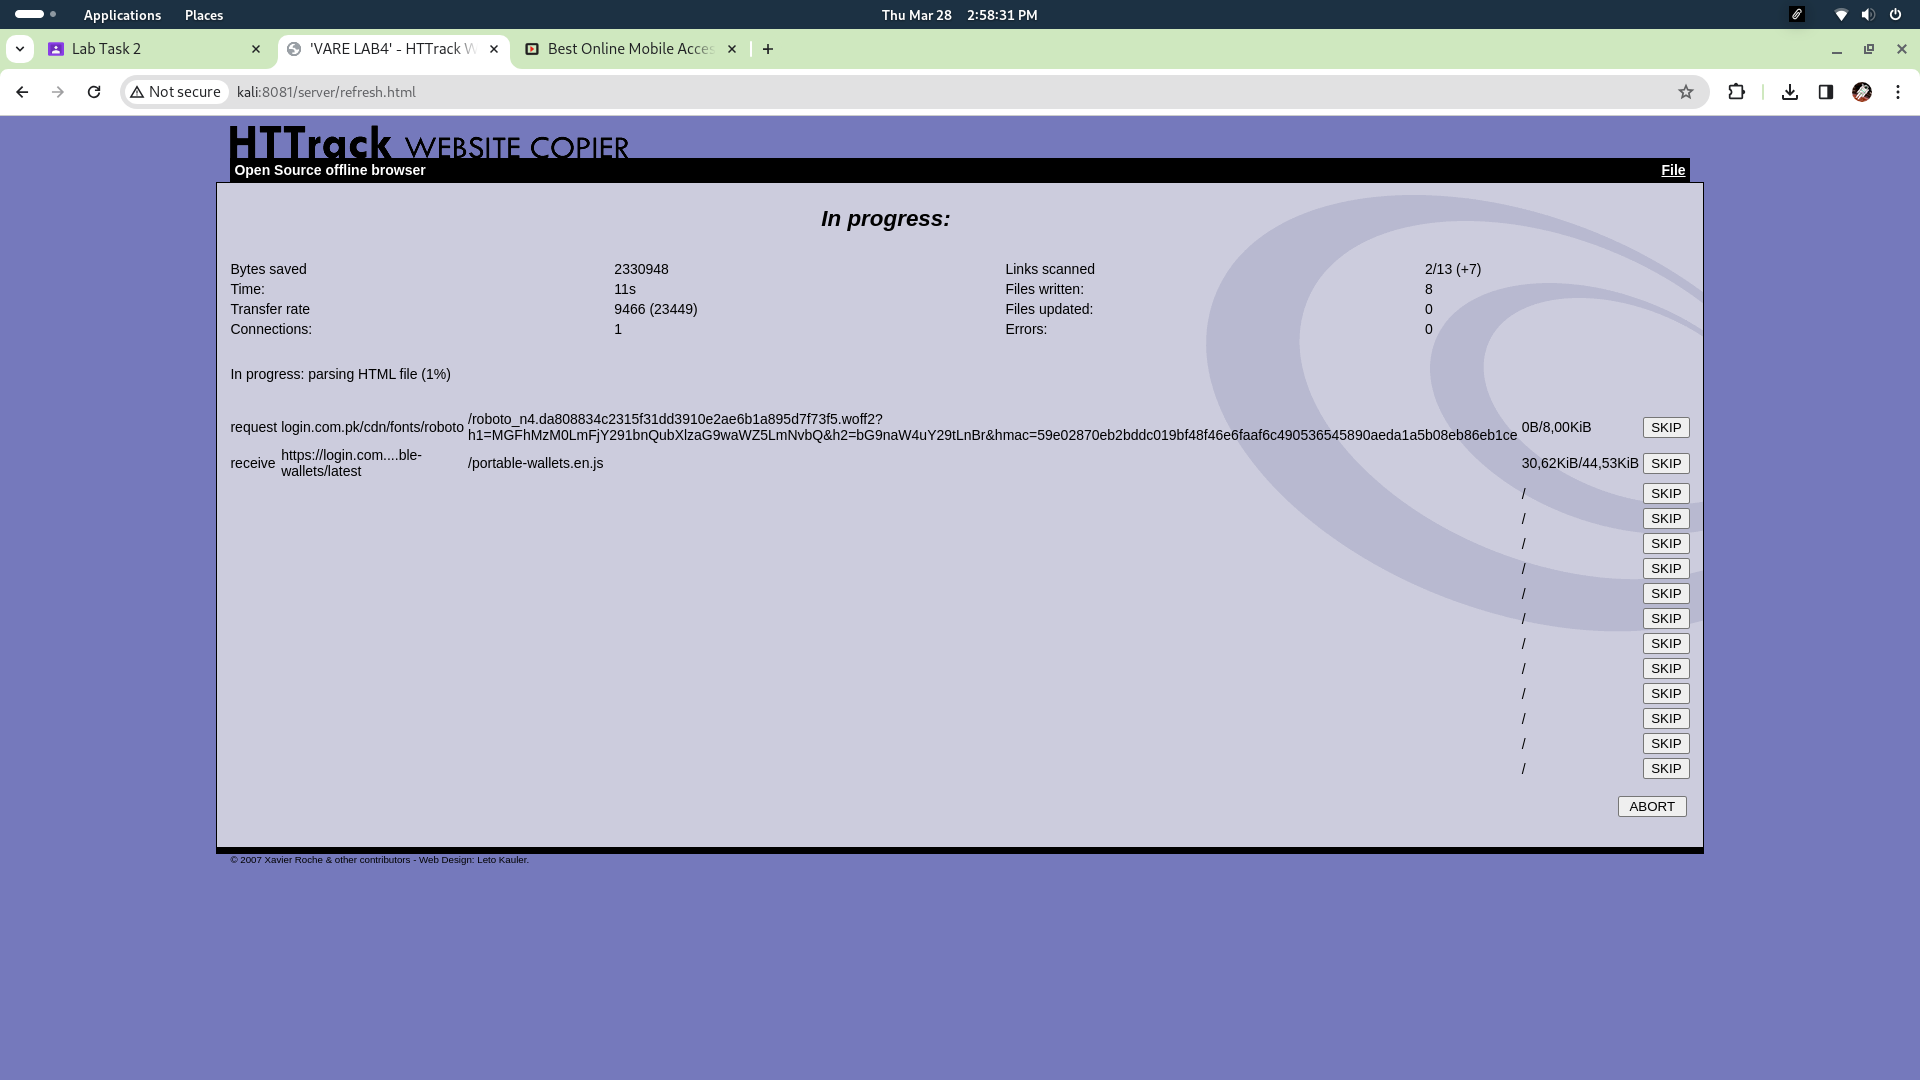 Applications Places Thu Mar 28 2:58:31 PM
Lab Task 2 'VARE LAB4' - HTTrack W Best Online Mobile Acces
Not secure kali:8081/server/refresh.html
HTTrack WEBSITE COPIER
Open Source offline browser File
In progress:
Bytes saved 2330948 Links scanned 2/13 (+7)
Time: 11s Files written: 8
Transfer rate 9466 (23449) Files updated: 0
Connections: 1 Errors: 0
In progress: parsing HTML file (1%)
request login.com.pk/cdn/fonts/roboto /roboto_n4.da808834c2315f31dd3910e2ae6b1a895d7f73f5.woff2?
h1=MGFhMzM0LmFjY291bnQubXlzaG9waWZ5LmNvbQ&h2=bG9naW4uY29tLnBr&hmac=59e02870eb2bddc019bf48f46e6faaf6c490536545890aeda1a5b08eb86eb1ce 0B/8,00KiB SKIP
receive https://login.com....ble-
wallets/latest /portable-wallets.en.js 30,62KiB/44,53KiB SKIP
/ SKIP
/ SKIP
/ SKIP
/ SKIP
/ SKIP
/ SKIP
/ SKIP
/ SKIP
/ SKIP
/ SKIP
/ SKIP
/ SKIP
ABORT
© 2007 Xavier Roche & other contributors - Web Design: Leto Kauler.